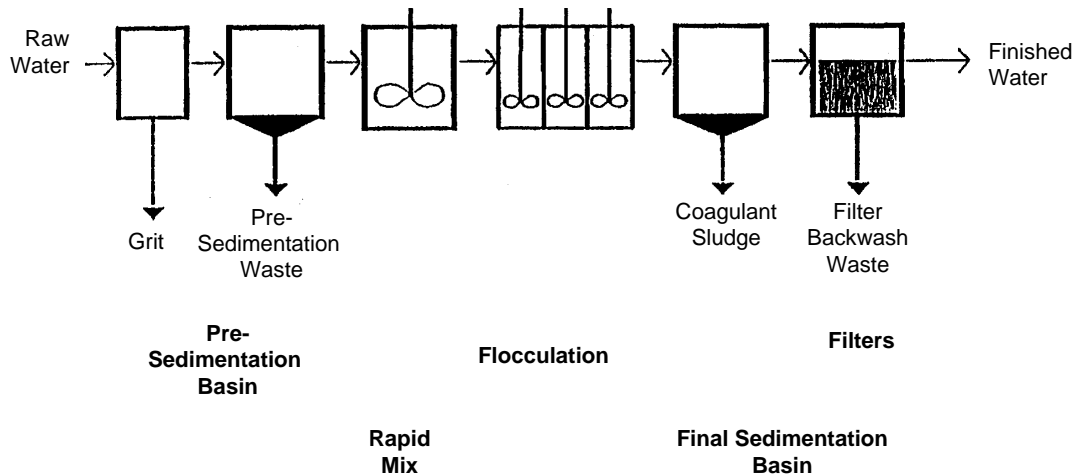 Raw
Water
Finished
Water
Grit
Pre-
Sedimentation
Waste
Coagulant
Sludge
Filter
Backwash
Waste
Pre-
Sedimentation
Basin
Flocculation
Filters
Rapid
Mix
Final Sedimentation
Basin